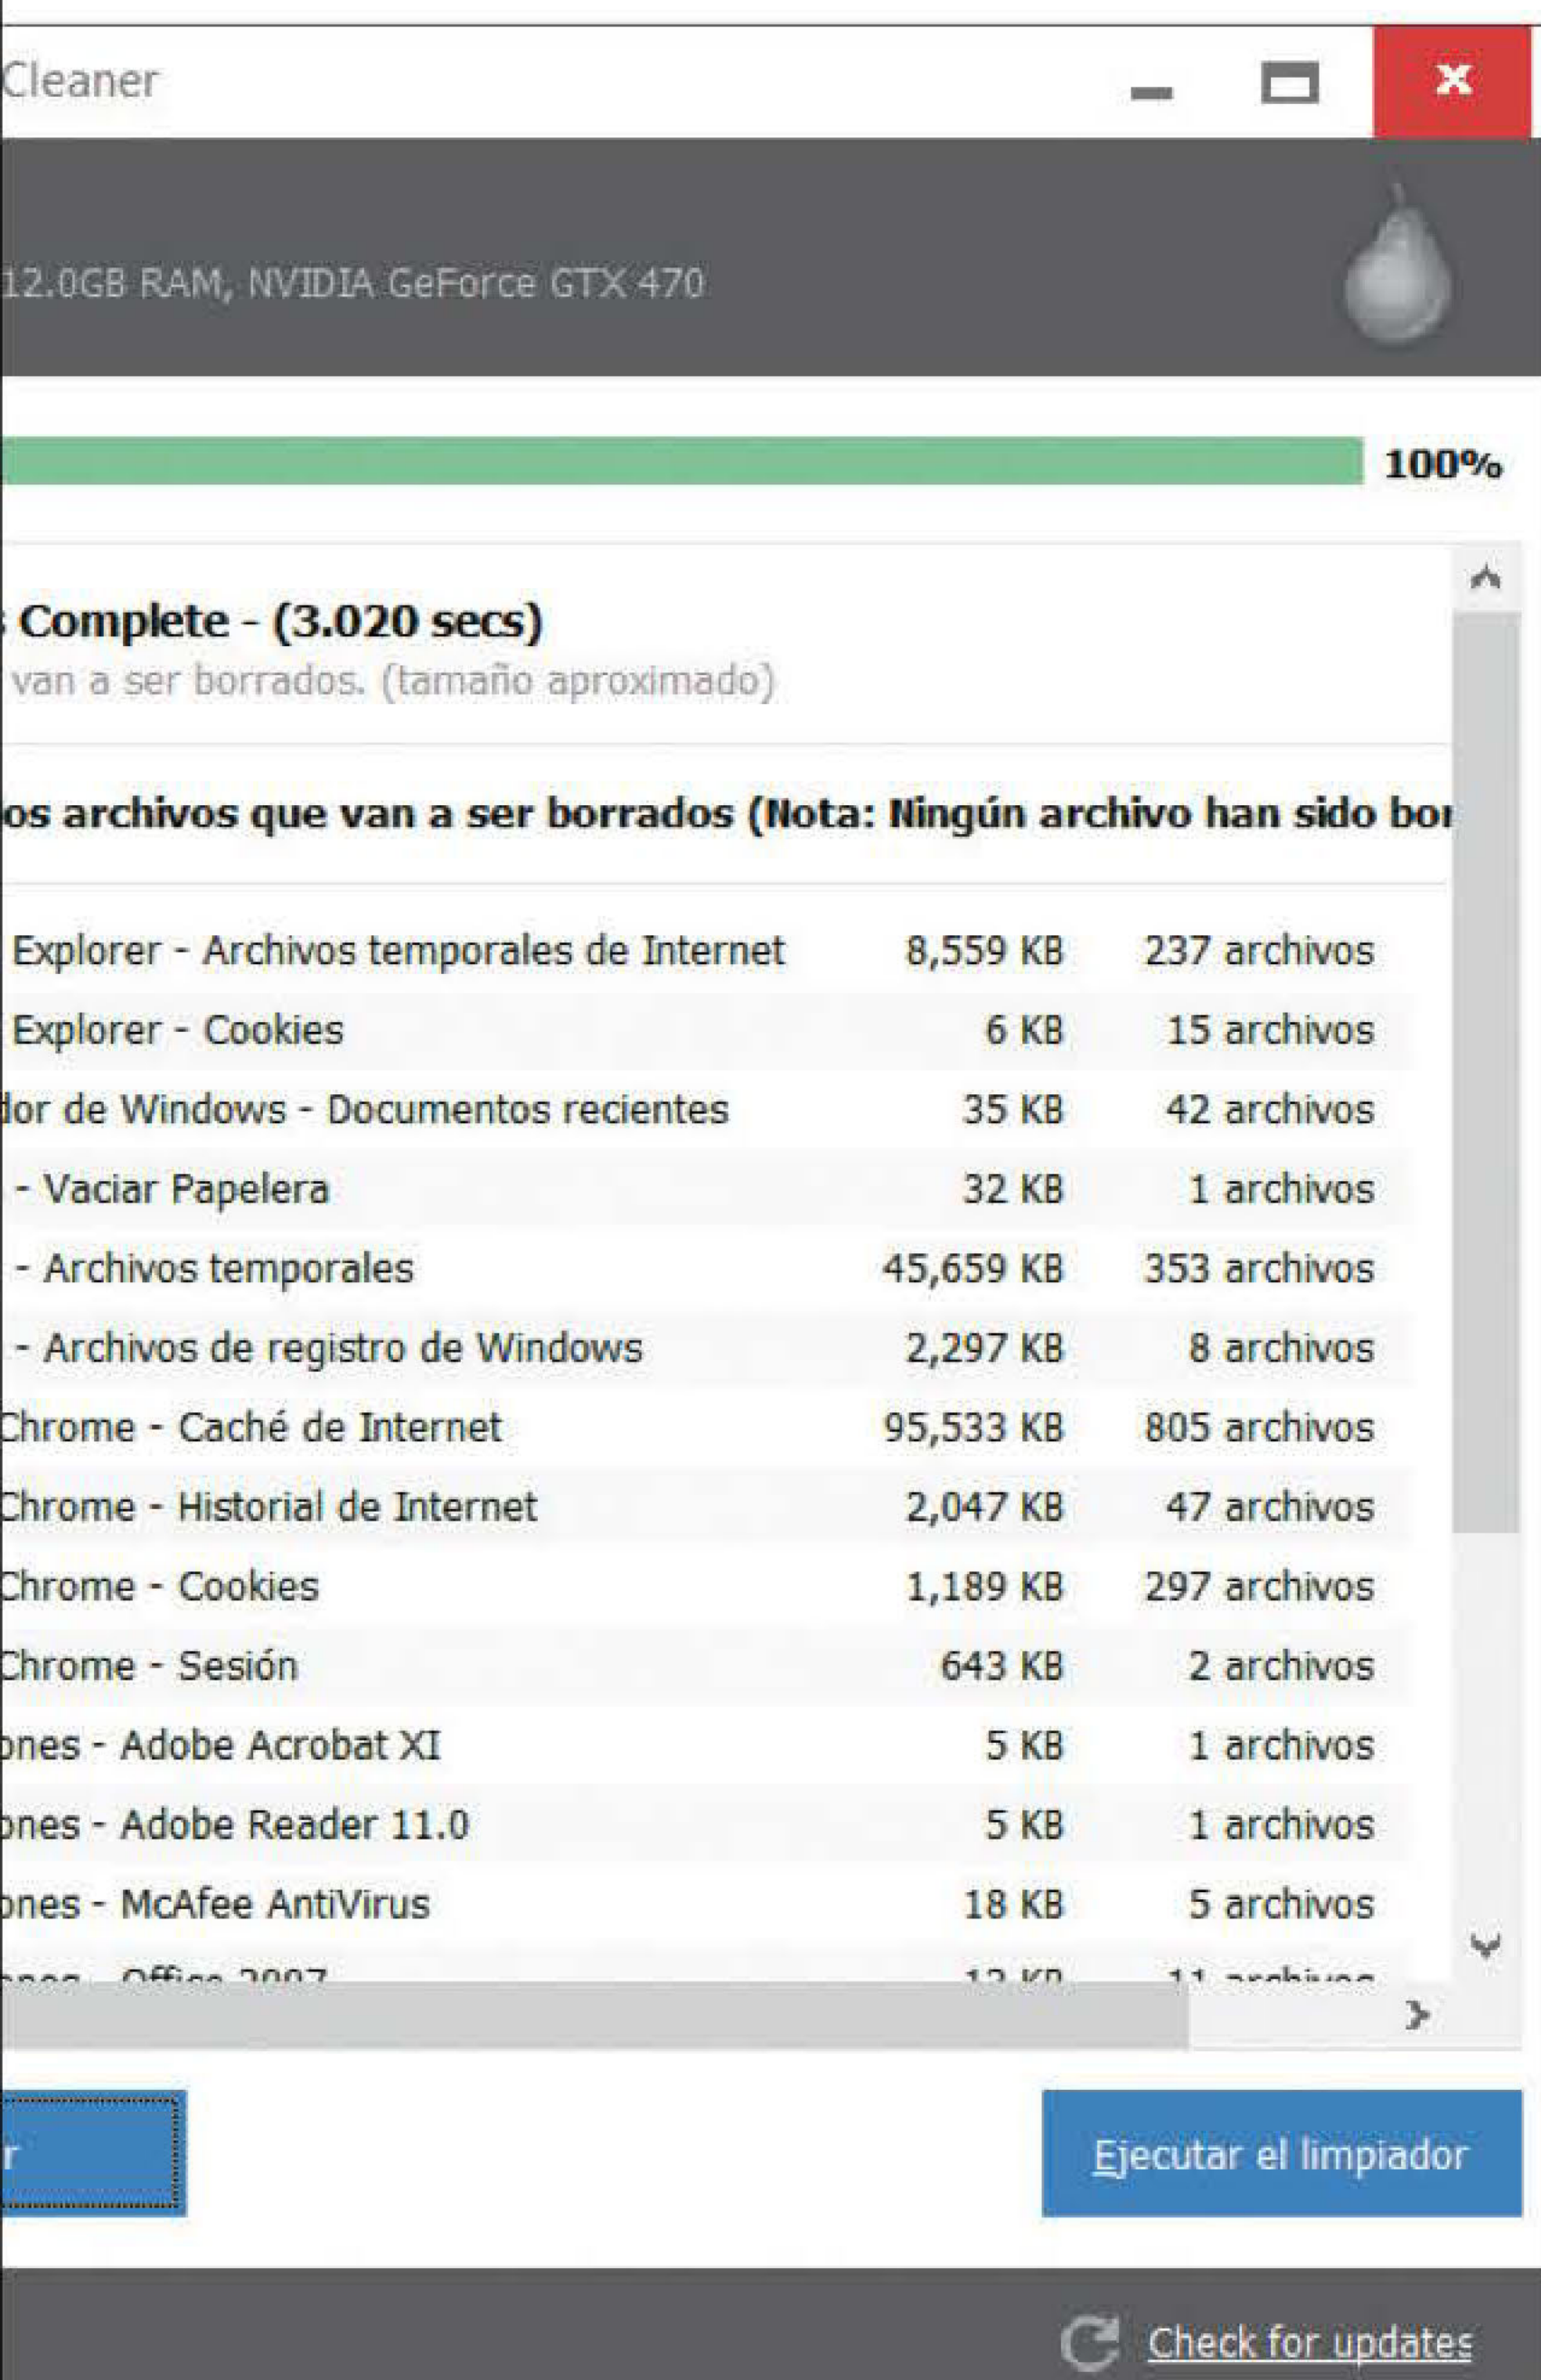 Cleaner
12.0GB RAM, NVIDIA GeForce GTX 470
100%
Complete - (3.020 secs)
van a ser borrados. (tamaño aproximado)
os archivos que van a ser borrados (Nota: Ningún archivo han sido bor
Explorer - Archivos temporales de Internet 8,559 KB 237 archivos
Explorer - Cookies 6 KB 15 archivos
dor de Windows - Documentos recientes 35 KB 42 archivos
- Vaciar Papelera 32 KB 1 archivos
- Archivos temporales 45,659 KB 353 archivos
- Archivos de registro de Windows 2,297 KB 8 archivos
Chrome - Caché de Internet 95,533 KB 805 archivos
Chrome - Historial de Internet 2,047 KB 47 archivos
Chrome - Cookies 1,189 KB 297 archivos
Chrome - Sesión 643 KB 2 archivos
ones - Adobe Acrobat XI 5 KB 1 archivos
ones - Adobe Reader 11.0 5 KB 1 archivos
ones - McAfee AntiVirus 18 KB 5 archivos
ones - Office 2007 12 KB 11 archivos
r
Ejecutar el limpiador
Check for updates